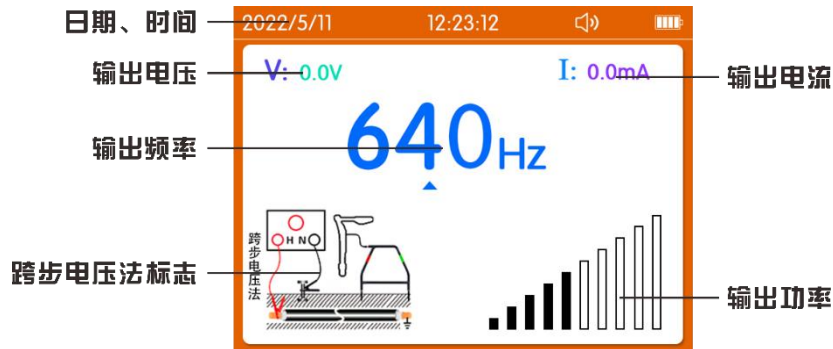 日期、时间
2022/5/11
12:23:12
输出电压
V: 0.0V
I: 0.0mA
输出电流
输出频率
640Hz
跨步电压法
H N
跨步电压法标志
输出功率